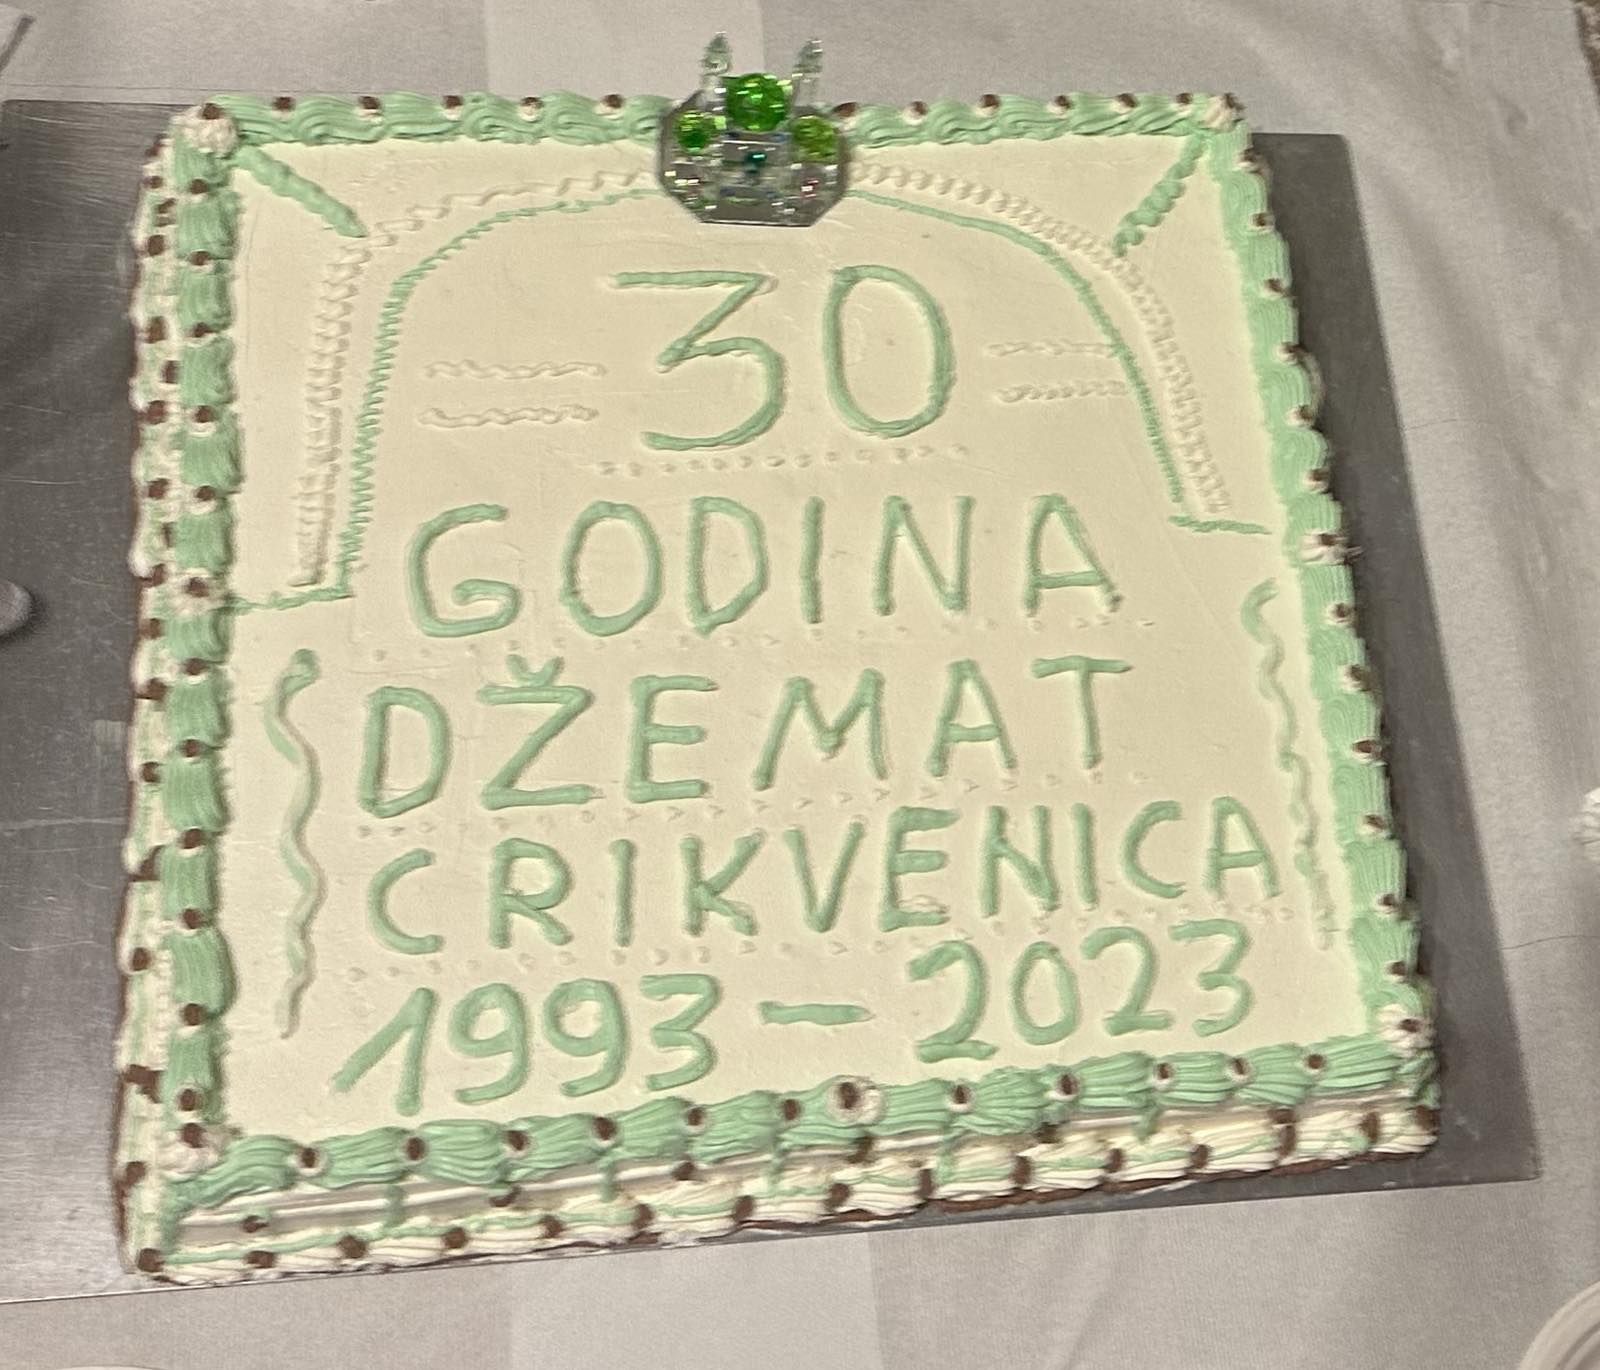 30
GODINA
DŽEMAT
CRIKVENICA
1993 – 2023